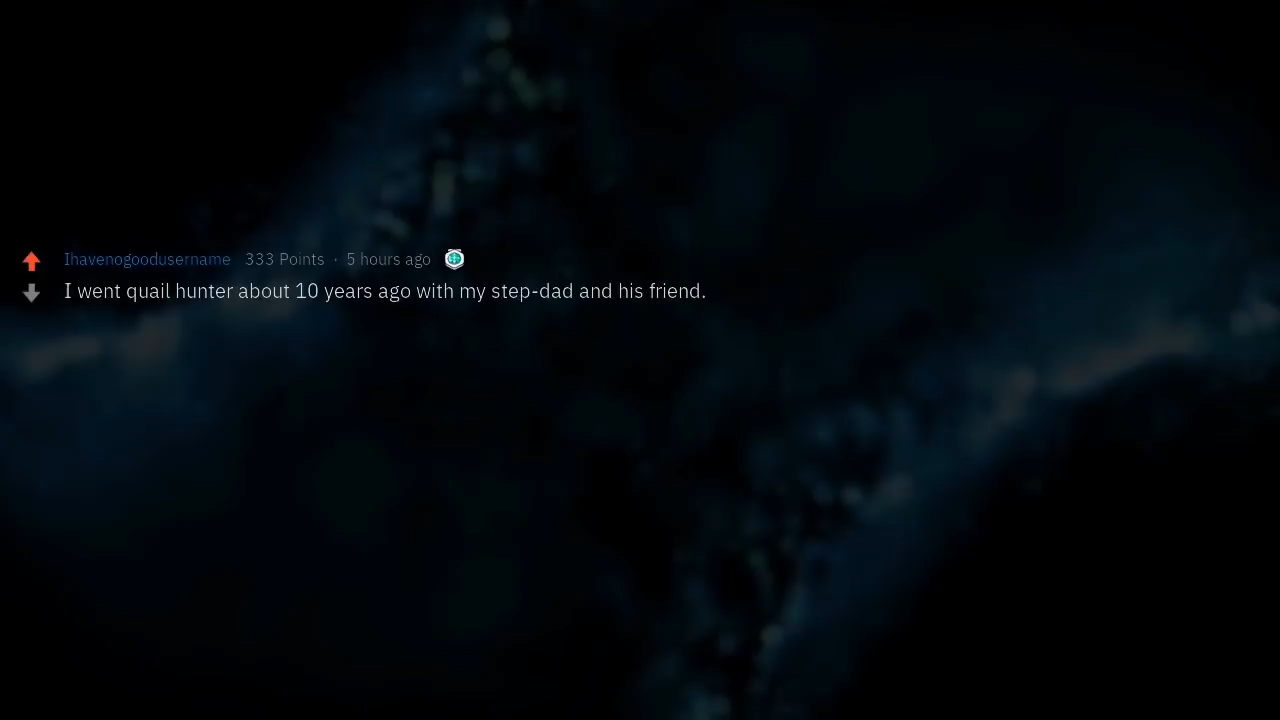 Ihavenogoodusername 333 Points · 5 hours ago
I went quail hunter about 10 years ago with my step-dad and his friend.